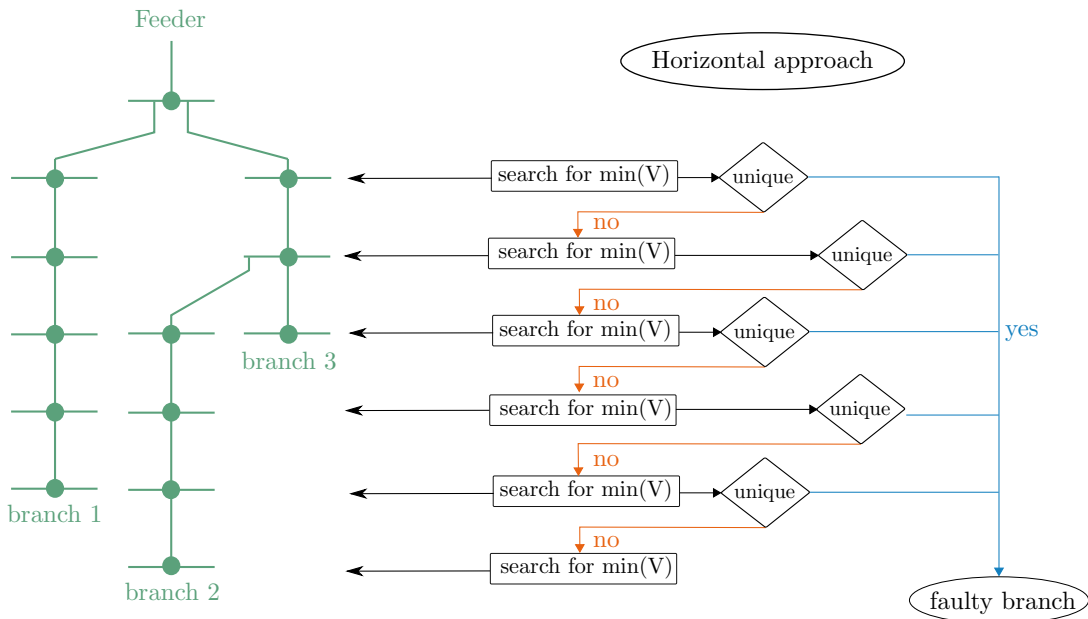 Feeder
Horizontal approach
search for min(V)
unique
no
search for min(V)
unique
no
search for min(V)
unique
yes
branch 3
no
search for min(V)
unique
no
search for min(V)
unique
branch 1
no
search for min(V)
branch 2
faulty branch